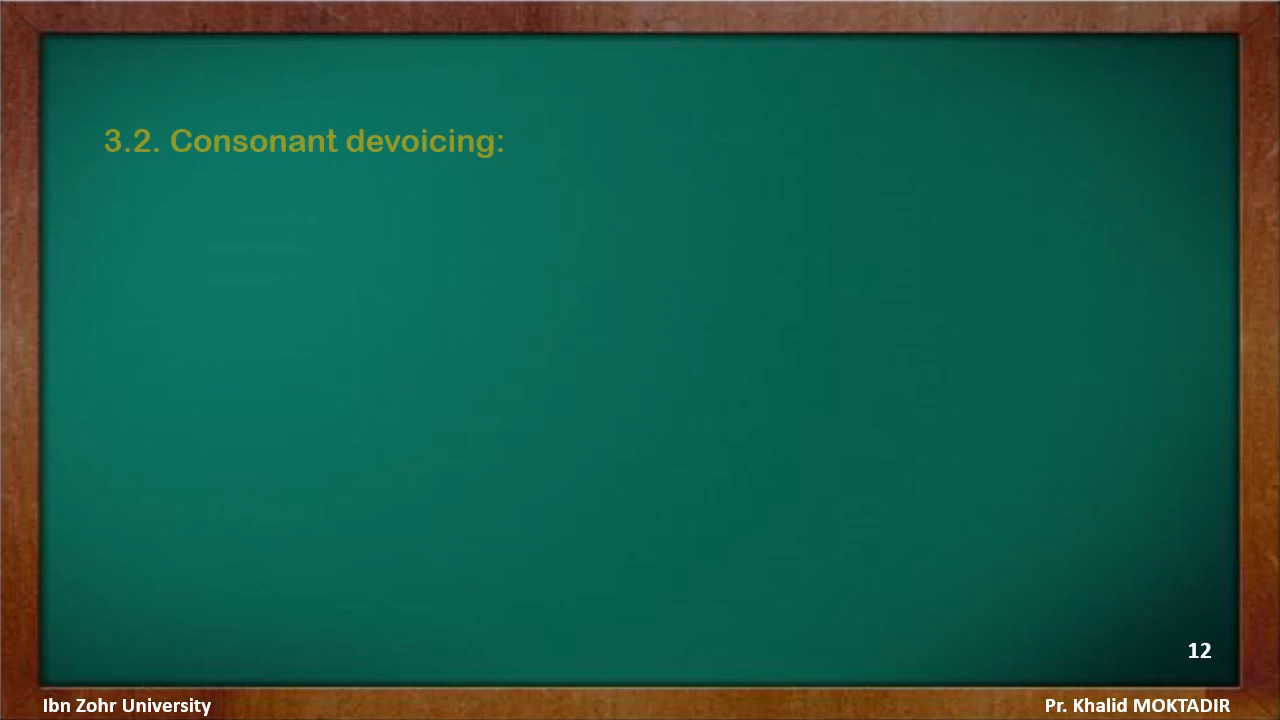 3.2. Consonant devoicing:
12
Ibn Zohr University
Pr. Khalid MOKTADIR